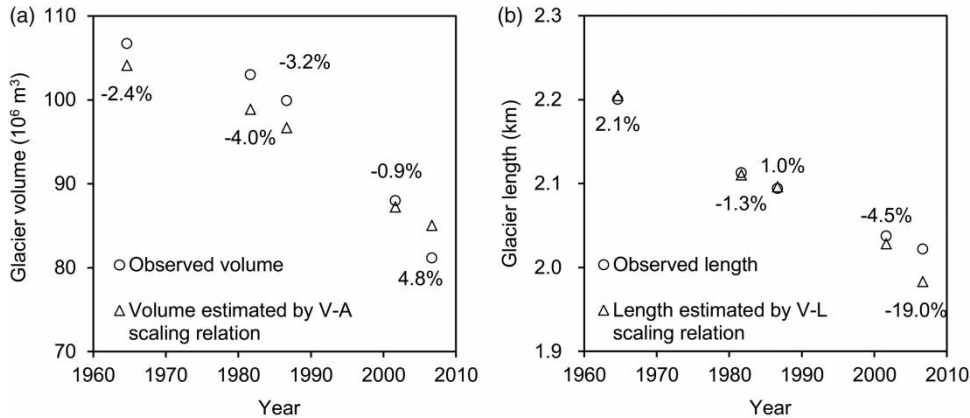 (a)
110
100
90
80
70
Glacier volume (10⁶ m³)
-2.4%
-4.0%
-3.2%
-0.9%
4.8%
Observed volume
Volume estimated by V-A
scaling relation
1960 1970 1980 1990 2000 2010
Year
(b)
2.3
2.2
2.1
2.0
1.9
Glacier length (km)
2.1%
-1.3%
1.0%
-4.5%
-19.0%
Observed length
Length estimated by V-L
scaling relation
1960 1970 1980 1990 2000 2010
Year